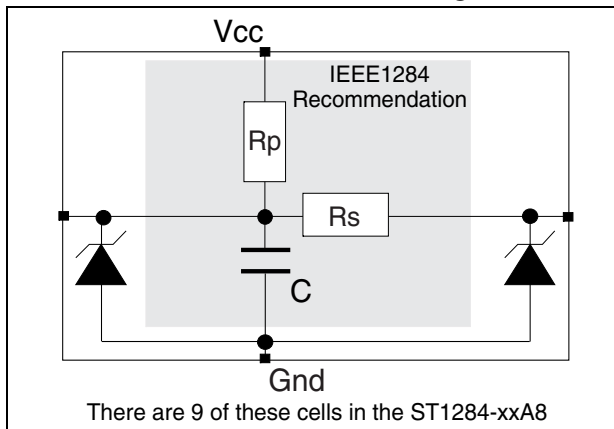 Vcc
IEEE1284
Recommendation
Rp
Rs
C
Gnd
There are 9 of these cells in the ST1284-xxA8